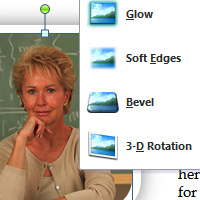 Glow
Soft Edges
Bevel
3-D Rotation
her
for